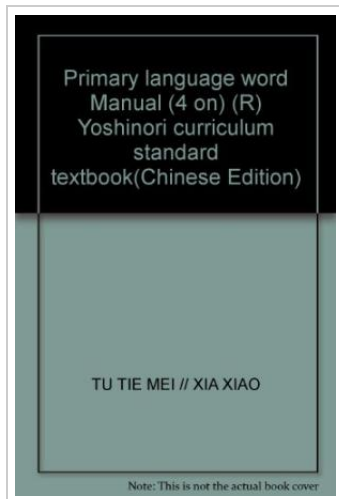 Primary language word
Manual (4 on) (R)
Yoshinori curriculum
standard
textbook(Chinese Edition)
TU TIE MEI // XIA XIAO
Note: This is not the actual book cover